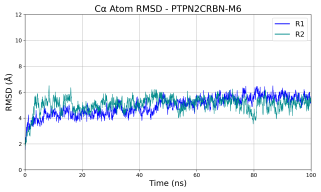 Cα Atom RMSD - PTPN2CRBN-M6
RMSD (Å)
12
10
8
6
4
2
0
R1
R2
0
20
40
60
80
100
Time (ns)